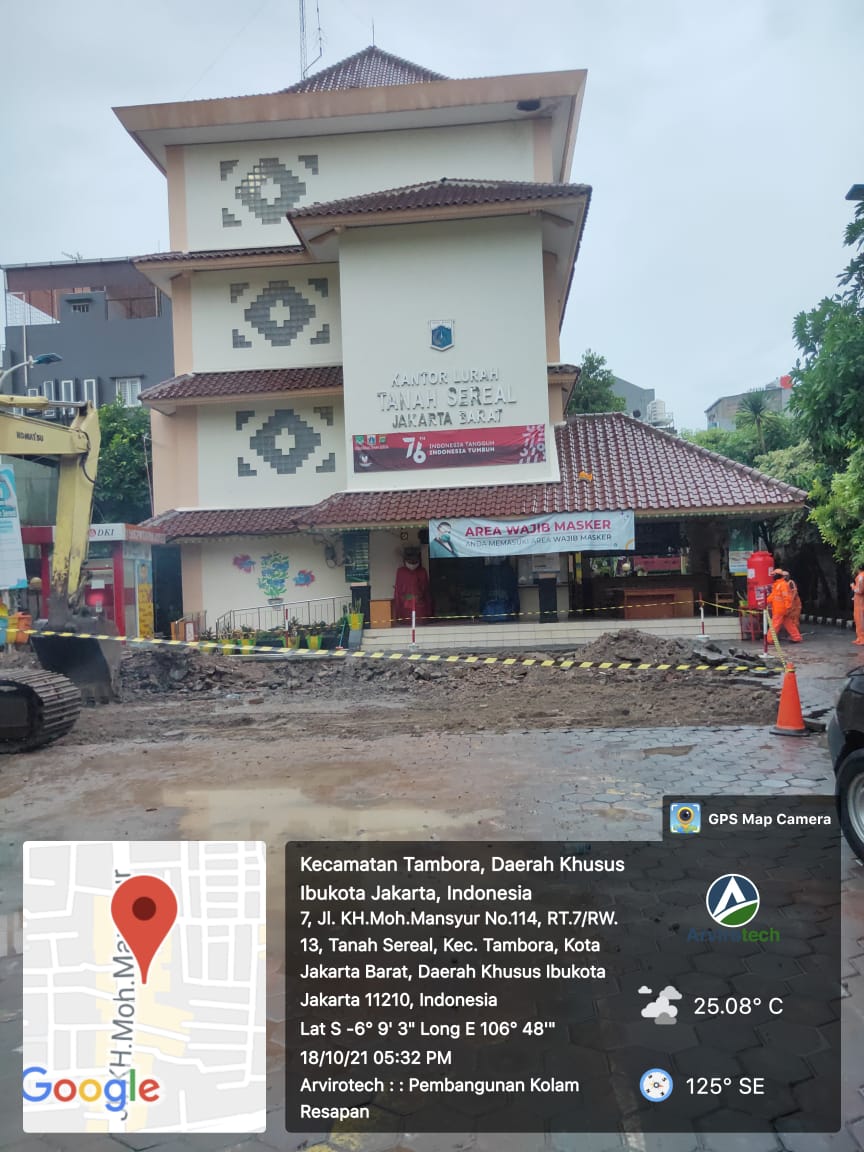 KANTOR LURAH
TANAH SEREAL
JAKARTA BARAT
76TH
INDONESIA TANGGUH
INDONESIA TUMBUH
KOMATSU
DKI
AREA WAJIB MASKER
ANDA MEMASUKI AREA WAJIB MASKER
GPS Map Camera
Kecamatan Tambora, Daerah Khusus
Ibukota Jakarta, Indonesia
7, Jl. KH.Moh.Mansyur No.114, RT.7/RW.
13, Tanah Sereal, Kec. Tambora, Kota
Jakarta Barat, Daerah Khusus Ibukota
Jakarta 11210, Indonesia
Lat S -6° 9' 3" Long E 106° 48'"
18/10/21 05:32 PM
Arvirotech : : Pembangunan Kolam
Resapan
Arvirotech
25.08° C
125° SE
KH.Moh.Ma
Google